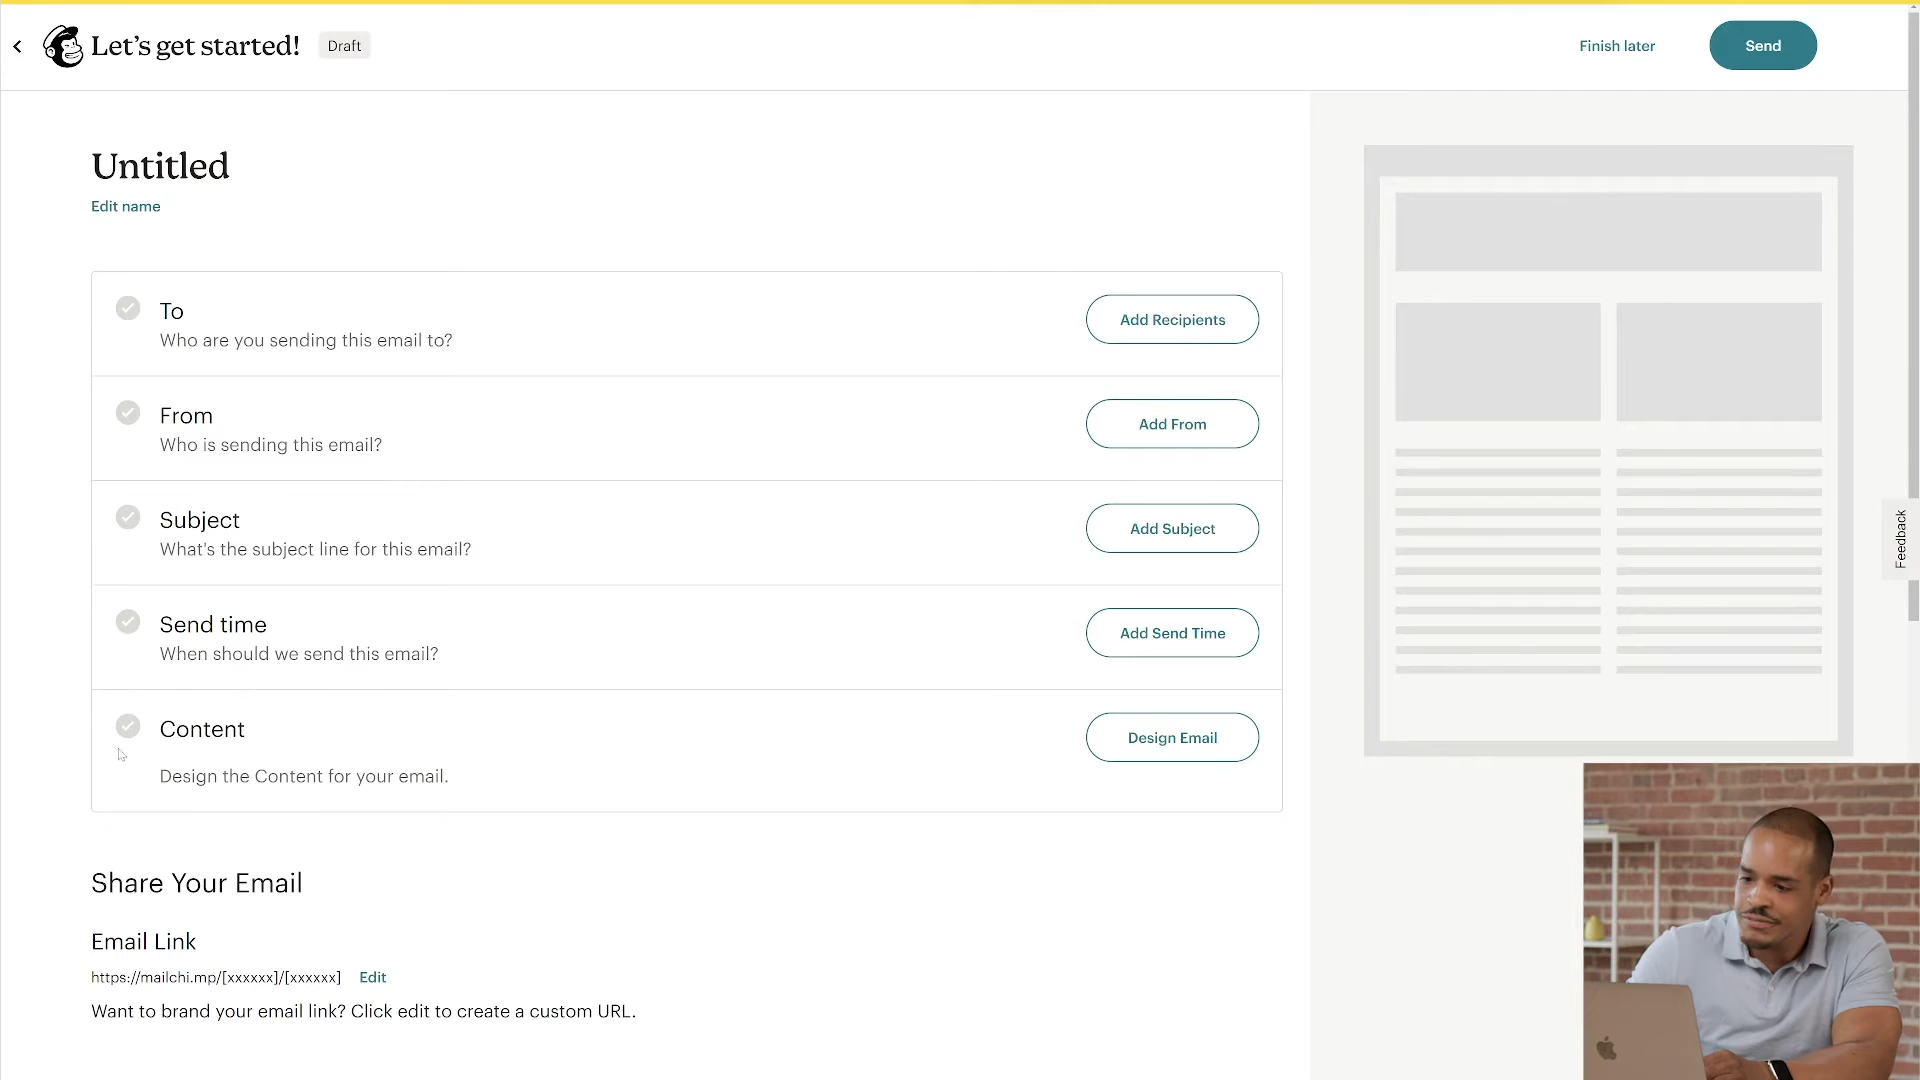 Let's get started! Draft Finish later Send
Untitled
Edit name
To
Who are you sending this email to?
Add Recipients
From
Who is sending this email?
Add From
Subject
What's the subject line for this email?
Add Subject
Send time
When should we send this email?
Add Send Time
Content
Design the Content for your email.
Design Email
Feedback
Share Your Email
Email Link
https://mailchi.mp/[xxxxxx]/[xxxxxx] Edit
Want to brand your email link? Click edit to create a custom URL.